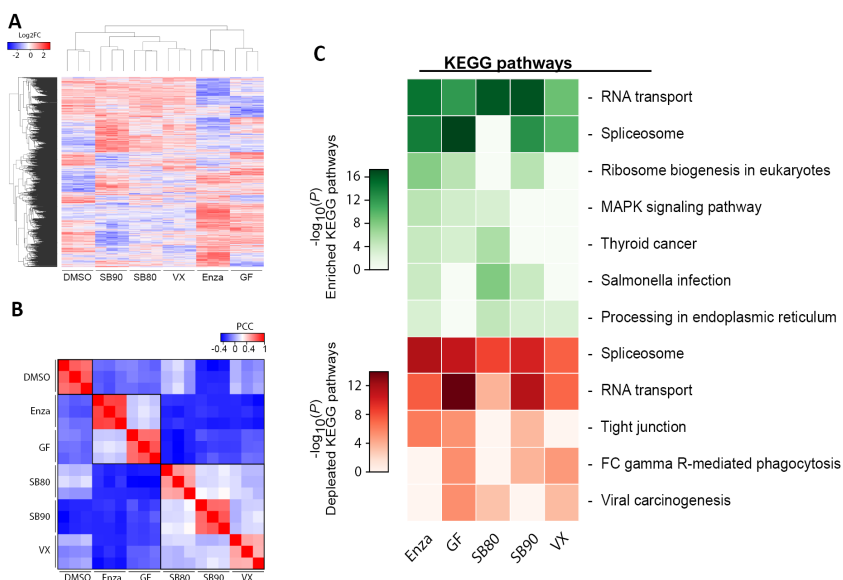 A
Log2FC
-2 0 2
DMSO SB90 SB80 VX Enza GF
B
PCC
-0.4 0.4 1
DMSO
Enza
GF
SB80
SB90
VX
DMSO Enza GF SB80 SB90 VX
C
KEGG pathways
-log10(P)
Enriched KEGG pathways
16
12
8
4
0
- RNA transport
- Spliceosome
- Ribosome biogenesis in eukaryotes
- MAPK signaling pathway
- Thyroid cancer
- Salmonella infection
- Processing in endoplasmic reticulum
-log10(P)
Depleated KEGG pathways
12
8
4
0
- Spliceosome
- RNA transport
- Tight junction
- FC gamma R-mediated phagocytosis
- Viral carcinogenesis
Enza GF SB80 SB90 VX